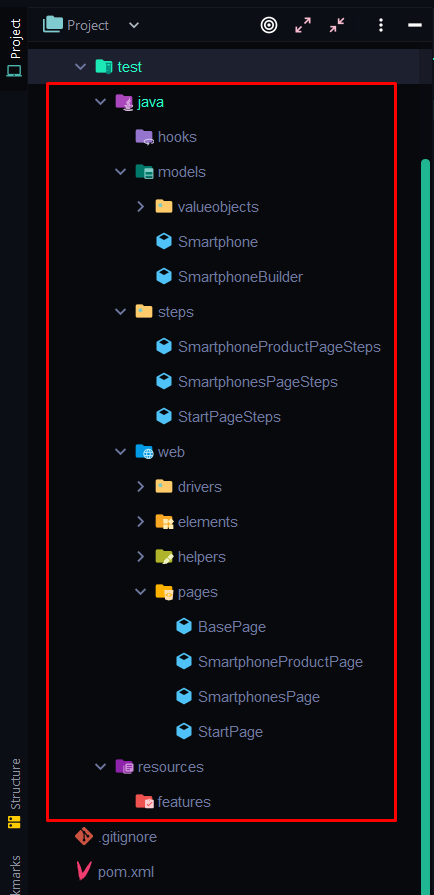 Project
Project
test
java
hooks
models
valueobjects
Smartphone
SmartphoneBuilder
steps
SmartphoneProductPageSteps
SmartphonesPageSteps
StartPageSteps
web
drivers
elements
helpers
pages
BasePage
SmartphoneProductPage
SmartphonesPage
StartPage
resources
features
.gitignore
pom.xml
Structure
kmarks